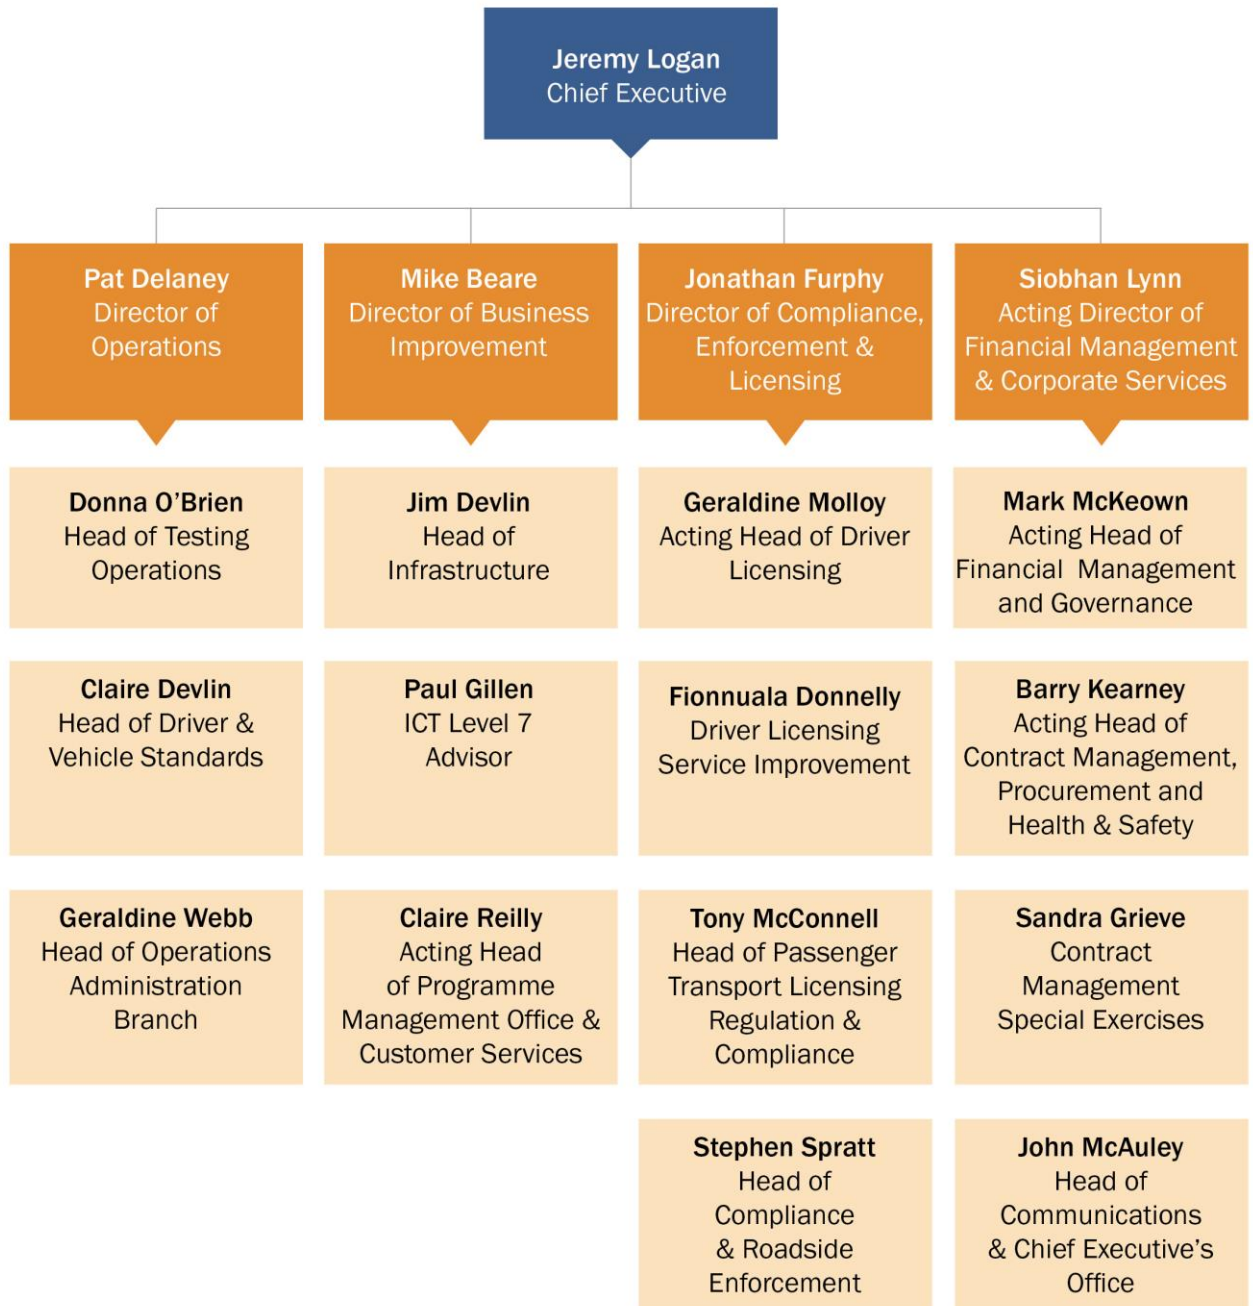 Jeremy Logan
Chief Executive
Pat Delaney
Director of
Operations
Mike Beare
Director of Business
Improvement
Jonathan Furphy
Director of Compliance,
Enforcement &
Licensing
Siobhan Lynn
Acting Director of
Financial Management
& Corporate Services
Donna O’Brien
Head of Testing
Operations
Jim Devlin
Head of
Infrastructure
Geraldine Molloy
Acting Head of Driver
Licensing
Mark McKeown
Acting Head of
Financial Management
and Governance
Claire Devlin
Head of Driver &
Vehicle Standards
Paul Gillen
ICT Level 7
Advisor
Fionnuala Donnelly
Driver Licensing
Service Improvement
Barry Kearney
Acting Head of
Contract Management,
Procurement and
Health & Safety
Geraldine Webb
Head of Operations
Administration
Branch
Claire Reilly
Acting Head
of Programme
Management Office &
Customer Services
Tony McConnell
Head of Passenger
Transport Licensing
Regulation &
Compliance
Sandra Grieve
Contract
Management
Special Exercises
Stephen Spratt
Head of
Compliance
& Roadside
Enforcement
John McAuley
Head of
Communications
& Chief Executive’s
Office